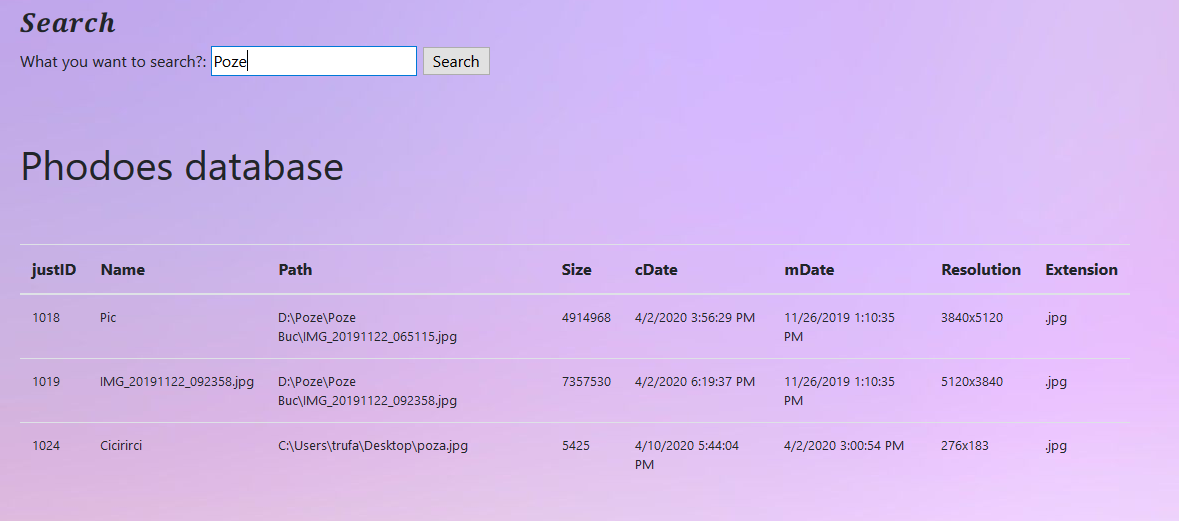 Search
What you want to search?: Poze Search
Phodoes database
justID Name Path Size cDate mDate Resolution Extension
1018 Pic D:\Poze\Poze 4914968 4/2/2020 3:56:29 PM 11/26/2019 1:10:35 3840x5120 .jpg
Buc\IMG_20191122_065115.jpg PM
1019 IMG_20191122_092358.jpg D:\Poze\Poze 7357530 4/2/2020 6:19:37 PM 11/26/2019 1:10:35 5120x3840 .jpg
Buc\IMG_20191122_092358.jpg PM
1024 Cicirirci C:\Users\trufa\Desktop\poza.jpg 5425 4/10/2020 5:44:04 4/2/2020 3:00:54 PM 276x183 .jpg
PM